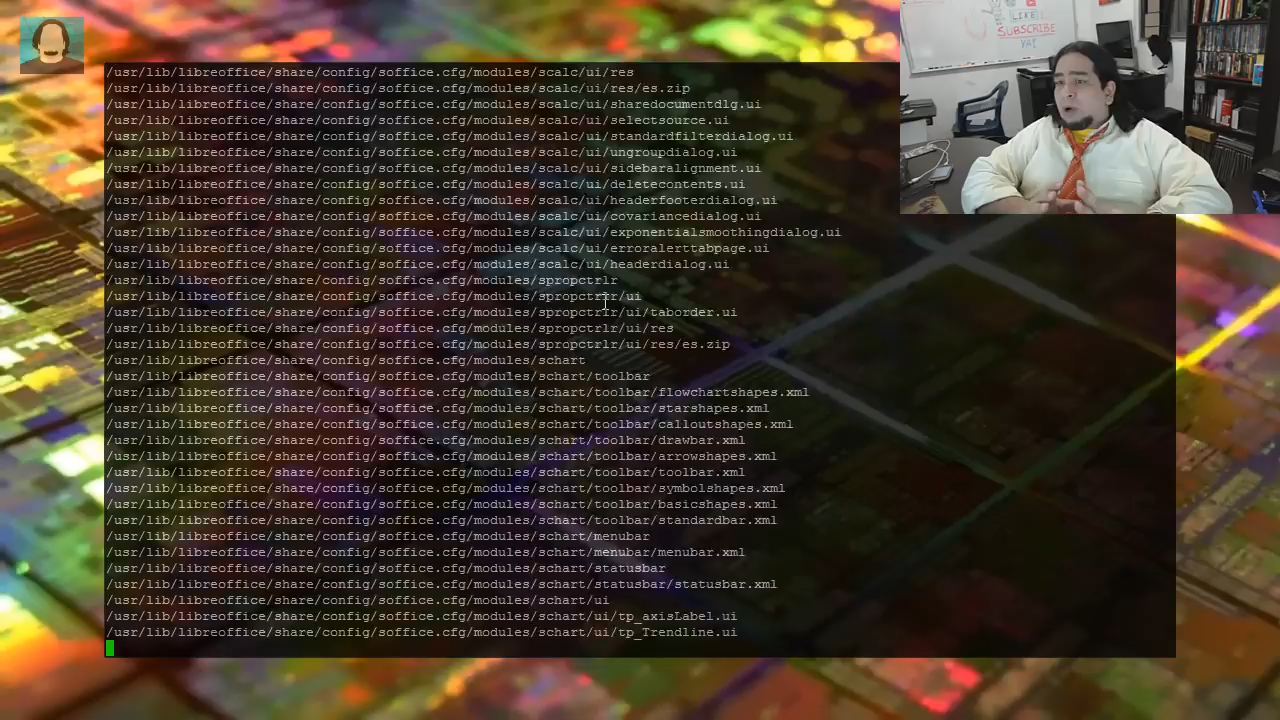 LIKE
SUBSCRIBE
YA!
/usr/lib/libreoffice/share/config/soffice.cfg/modules/scalc/ui/res
/usr/lib/libreoffice/share/config/soffice.cfg/modules/scalc/ui/res/es.zip
/usr/lib/libreoffice/share/config/soffice.cfg/modules/scalc/ui/sharedocumentdlg.ui
/usr/lib/libreoffice/share/config/soffice.cfg/modules/scalc/ui/selectsource.ui
/usr/lib/libreoffice/share/config/soffice.cfg/modules/scalc/ui/standardfilterdialog.ui
/usr/lib/libreoffice/share/config/soffice.cfg/modules/scalc/ui/ungroupdialog.ui
/usr/lib/libreoffice/share/config/soffice.cfg/modules/scalc/ui/sidebaralignment.ui
/usr/lib/libreoffice/share/config/soffice.cfg/modules/scalc/ui/deletecontents.ui
/usr/lib/libreoffice/share/config/soffice.cfg/modules/scalc/ui/headerfooterdialog.ui
/usr/lib/libreoffice/share/config/soffice.cfg/modules/scalc/ui/covariancedialog.ui
/usr/lib/libreoffice/share/config/soffice.cfg/modules/scalc/ui/exponentialsmoothingdialog.ui
/usr/lib/libreoffice/share/config/soffice.cfg/modules/scalc/ui/erroralerttabpage.ui
/usr/lib/libreoffice/share/config/soffice.cfg/modules/scalc/ui/headerdialog.ui
/usr/lib/libreoffice/share/config/soffice.cfg/modules/spropctrlr
/usr/lib/libreoffice/share/config/soffice.cfg/modules/spropctrlr/ui
/usr/lib/libreoffice/share/config/soffice.cfg/modules/spropctrlr/ui/taborder.ui
/usr/lib/libreoffice/share/config/soffice.cfg/modules/spropctrlr/ui/res
/usr/lib/libreoffice/share/config/soffice.cfg/modules/spropctrlr/ui/res/es.zip
/usr/lib/libreoffice/share/config/soffice.cfg/modules/schart
/usr/lib/libreoffice/share/config/soffice.cfg/modules/schart/toolbar
/usr/lib/libreoffice/share/config/soffice.cfg/modules/schart/toolbar/flowchartshapes.xml
/usr/lib/libreoffice/share/config/soffice.cfg/modules/schart/toolbar/starshapes.xml
/usr/lib/libreoffice/share/config/soffice.cfg/modules/schart/toolbar/calloutshapes.xml
/usr/lib/libreoffice/share/config/soffice.cfg/modules/schart/toolbar/drawbar.xml
/usr/lib/libreoffice/share/config/soffice.cfg/modules/schart/toolbar/arrowshapes.xml
/usr/lib/libreoffice/share/config/soffice.cfg/modules/schart/toolbar/toolbar.xml
/usr/lib/libreoffice/share/config/soffice.cfg/modules/schart/toolbar/symbolshapes.xml
/usr/lib/libreoffice/share/config/soffice.cfg/modules/schart/toolbar/basicshapes.xml
/usr/lib/libreoffice/share/config/soffice.cfg/modules/schart/toolbar/standardbar.xml
/usr/lib/libreoffice/share/config/soffice.cfg/modules/schart/menubar
/usr/lib/libreoffice/share/config/soffice.cfg/modules/schart/menubar/menubar.xml
/usr/lib/libreoffice/share/config/soffice.cfg/modules/schart/statusbar
/usr/lib/libreoffice/share/config/soffice.cfg/modules/schart/statusbar/statusbar.xml
/usr/lib/libreoffice/share/config/soffice.cfg/modules/schart/ui
/usr/lib/libreoffice/share/config/soffice.cfg/modules/schart/ui/tp_axisLabel.ui
/usr/lib/libreoffice/share/config/soffice.cfg/modules/schart/ui/tp_Trendline.ui